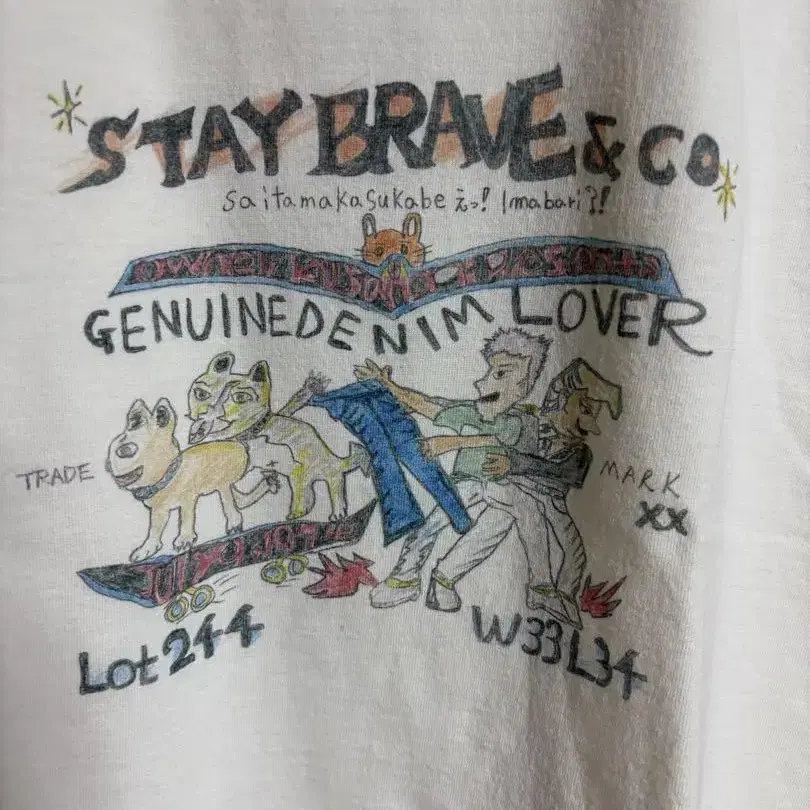 STAY BRAVE & CO
saitamakasukabe えっ! Imabari?!
GENUINEDENIM LOVER
TRADE
MARK
XX
Lot 244
W33 L34